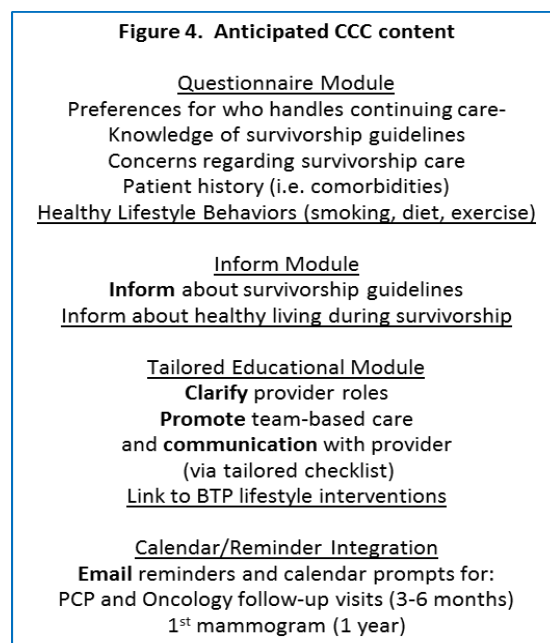 Figure 4.  Anticipated CCC content
Questionnaire Module
Preferences for who handles continuing care-
Knowledge of survivorship guidelines
Concerns regarding survivorship care
Patient history (i.e. comorbidities)
Healthy Lifestyle Behaviors (smoking, diet, exercise)
Inform Module
Inform about survivorship guidelines
Inform about healthy living during survivorship
Tailored Educational Module
Clarify provider roles
Promote team-based care
and communication with provider
(via tailored checklist)
Link to BTP lifestyle interventions
Calendar/Reminder Integration
Email reminders and calendar prompts for:
PCP and Oncology follow-up visits (3-6 months)
1st mammogram (1 year)